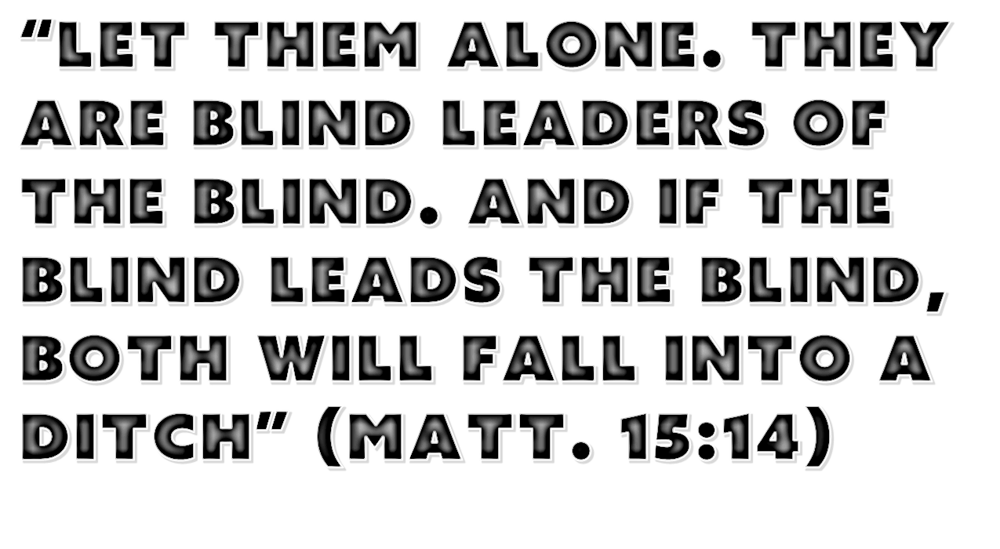 “LET THEM ALONE. THEY
ARE BLIND LEADERS OF
THE BLIND. AND IF THE
BLIND LEADS THE BLIND,
BOTH WILL FALL INTO A
DITCH” (MATT. 15:14)